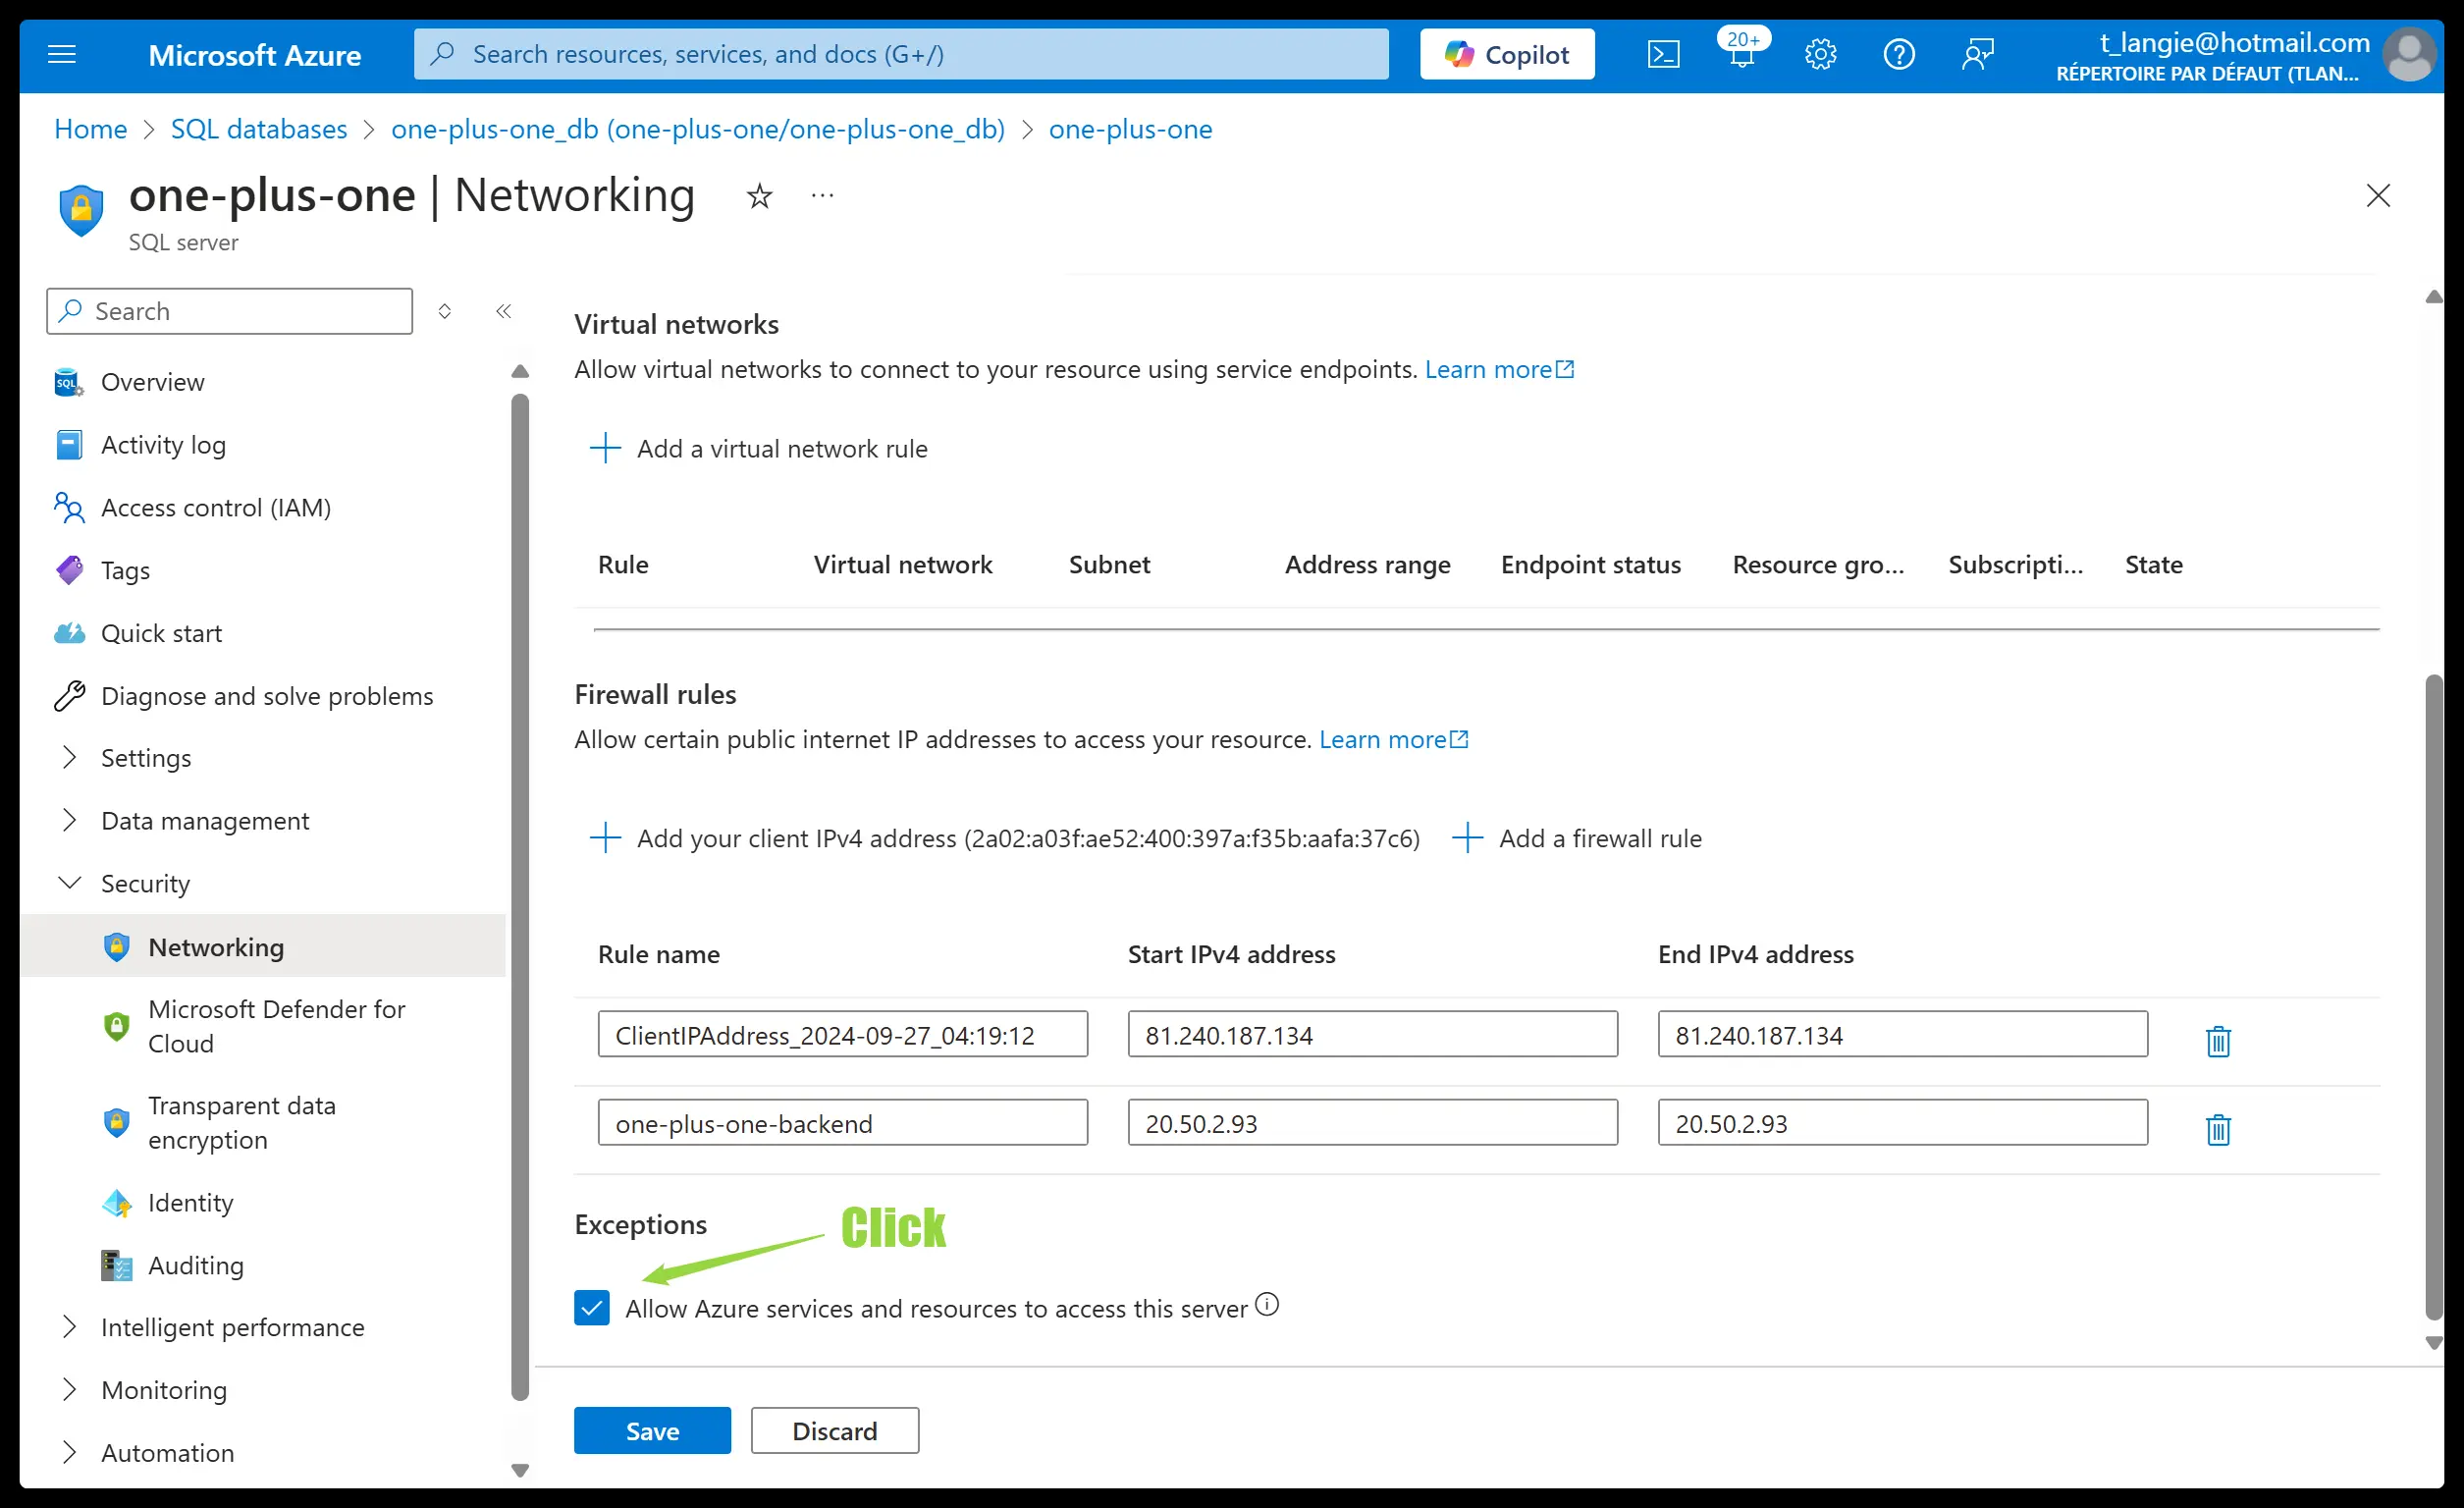 Microsoft Azure
Search resources, services, and docs (G+/)
Copilot
20+
t_langie@hotmail.com
RÉPERTOIRE PAR DÉFAUT (TLAN...
Home > SQL databases > one-plus-one_db (one-plus-one/one-plus-one_db) > one-plus-one
one-plus-one | Networking
SQL server
Search
Overview
Activity log
Access control (IAM)
Tags
Quick start
Diagnose and solve problems
Settings
Data management
Security
Networking
Microsoft Defender for
Cloud
Transparent data
encryption
Identity
Auditing
Intelligent performance
Monitoring
Automation
Virtual networks
Allow virtual networks to connect to your resource using service endpoints. Learn more
Add a virtual network rule
Rule Virtual network Subnet Address range Endpoint status Resource gro... Subscripti... State
Firewall rules
Allow certain public internet IP addresses to access your resource. Learn more
Add your client IPv4 address (2a02:a03f:ae52:400:397a:f35b:aafa:37c6) Add a firewall rule
Rule name Start IPv4 address End IPv4 address
ClientIPAddress_2024-09-27_04:19:12 81.240.187.134 81.240.187.134
one-plus-one-backend 20.50.2.93 20.50.2.93
Exceptions
Click
Allow Azure services and resources to access this server
Save Discard